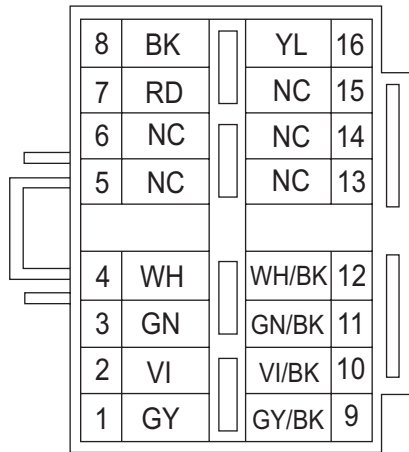 8 BK YL 16
7 RD NC 15
6 NC NC 14
5 NC NC 13
4 WH WH/BK 12
3 GN GN/BK 11
2 VI VI/BK 10
1 GY GY/BK 9